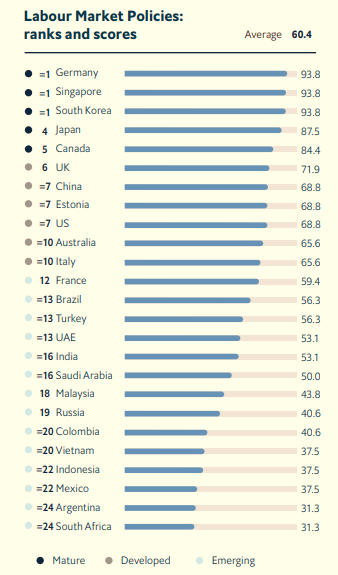 Labour Market Policies:
ranks and scores
Average 60.4
=1 Germany 93.8
=1 Singapore 93.8
=1 South Korea 93.8
4 Japan 87.5
5 Canada 84.4
6 UK 71.9
=7 China 68.8
=7 Estonia 68.8
=7 US 68.8
=10 Australia 65.6
=10 Italy 65.6
12 France 59.4
=13 Brazil 56.3
=13 Turkey 56.3
=13 UAE 53.1
=16 India 53.1
=16 Saudi Arabia 50.0
18 Malaysia 43.8
19 Russia 40.6
=20 Colombia 40.6
=20 Vietnam 37.5
=22 Indonesia 37.5
=22 Mexico 37.5
=24 Argentina 31.3
=24 South Africa 31.3
Mature Developed Emerging